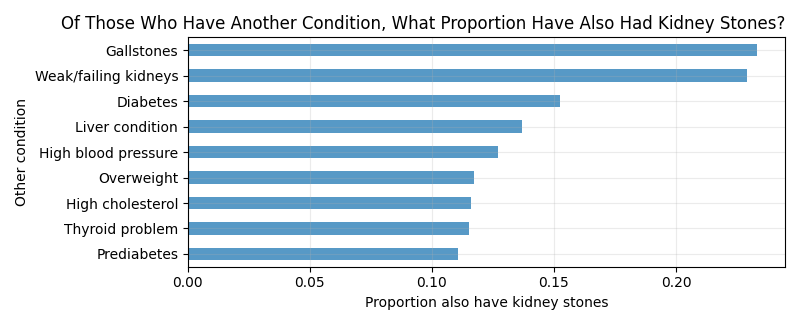 Of Those Who Have Another Condition, What Proportion Have Also Had Kidney Stones?
Gallstones
Weak/failing kidneys
Diabetes
Liver condition
High blood pressure
Overweight
High cholesterol
Thyroid problem
Prediabetes
Other condition
0.00 0.05 0.10 0.15 0.20
Proportion also have kidney stones